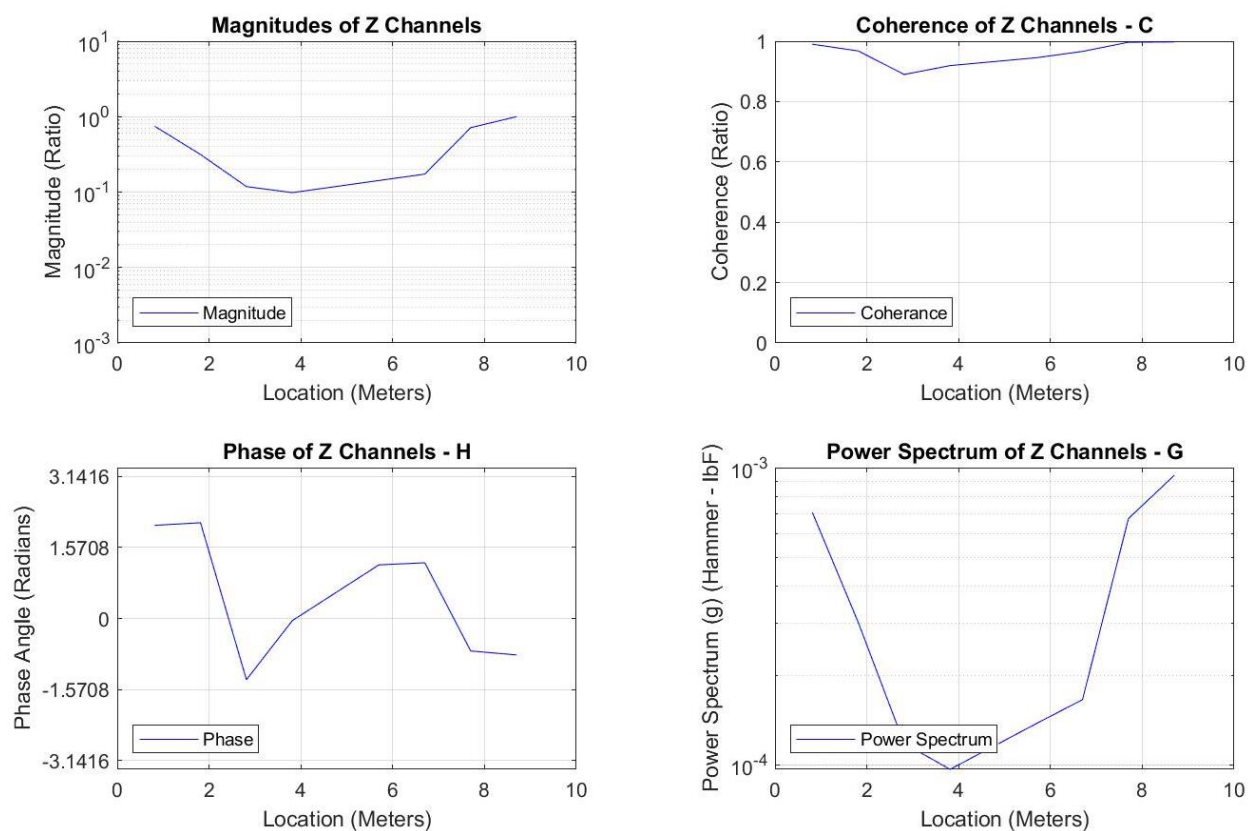 Magnitudes of Z Channels
10^1
10^0
10^-1
10^-2
10^-3
Magnitude (Ratio)
Magnitude
0 2 4 6 8 10
Location (Meters)
Coherence of Z Channels - C
1
0.8
0.6
0.4
0.2
0
Coherence (Ratio)
Coherance
0 2 4 6 8 10
Location (Meters)
Phase of Z Channels - H
3.1416
1.5708
0
-1.5708
-3.1416
Phase Angle (Radians)
Phase
0 2 4 6 8 10
Location (Meters)
Power Spectrum of Z Channels - G
10^-3
10^-4
Power Spectrum (g) (Hammer - lbF)
Power Spectrum
0 2 4 6 8 10
Location (Meters)